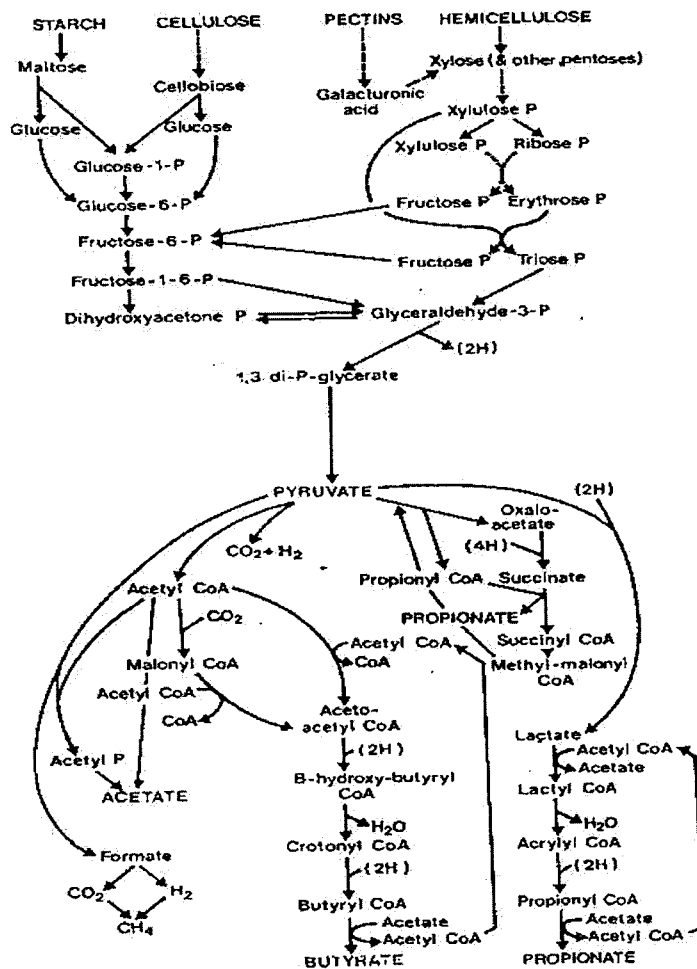 STARCH CELLULOSE PECTINS HEMICELLULOSE
Maltose Xylose (& other pentoses)
Cellobiose Galacturonic
acid
Glucose Glucose Xylulose P
Glucose-1-P Xylulose P Ribose P
Glucose-6-P Fructose P Erythrose P
Fructose-6-P
Fructose P Triose P
Fructose-1-6-P
Dihydroxyacetone P Glyceraldehyde-3-P
(2H)
1,3 di-P-glycerate
PYRUVATE (2H)
Oxalo-
acetate
CO2+H2 (4H)
Acetyl CoA Propionyl CoA Succinate
CO2 PROPIONATE
Malonyl CoA Acetyl CoA Succinyl CoA
CoA Methyl-malonyl
CoA
Acetyl CoA
CoA Aceto-
acetyl CoA Lactate
Acetyl P (2H) Acetyl CoA
Acetate
ACETATE B-hydroxy-butyryl
CoA Lactyl CoA
H2O H2O
Formate Crotonyl CoA Acrylyl CoA
CO2 H2 (2H) (2H)
CH4 Butyryl CoA Propionyl CoA
Acetate Acetate
Acetyl CoA Acetyl CoA
BUTYRATE PROPIONATE